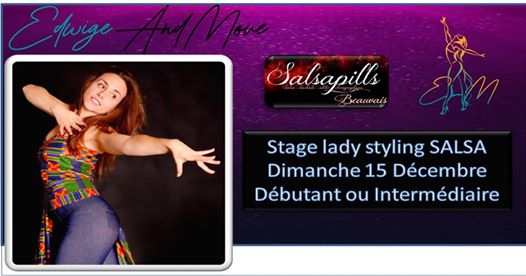 Edwige And Move
Salsapills
Beauvais
E M
Stage lady styling SALSA
Dimanche 15 Décembre
Débutant ou Intermédiaire